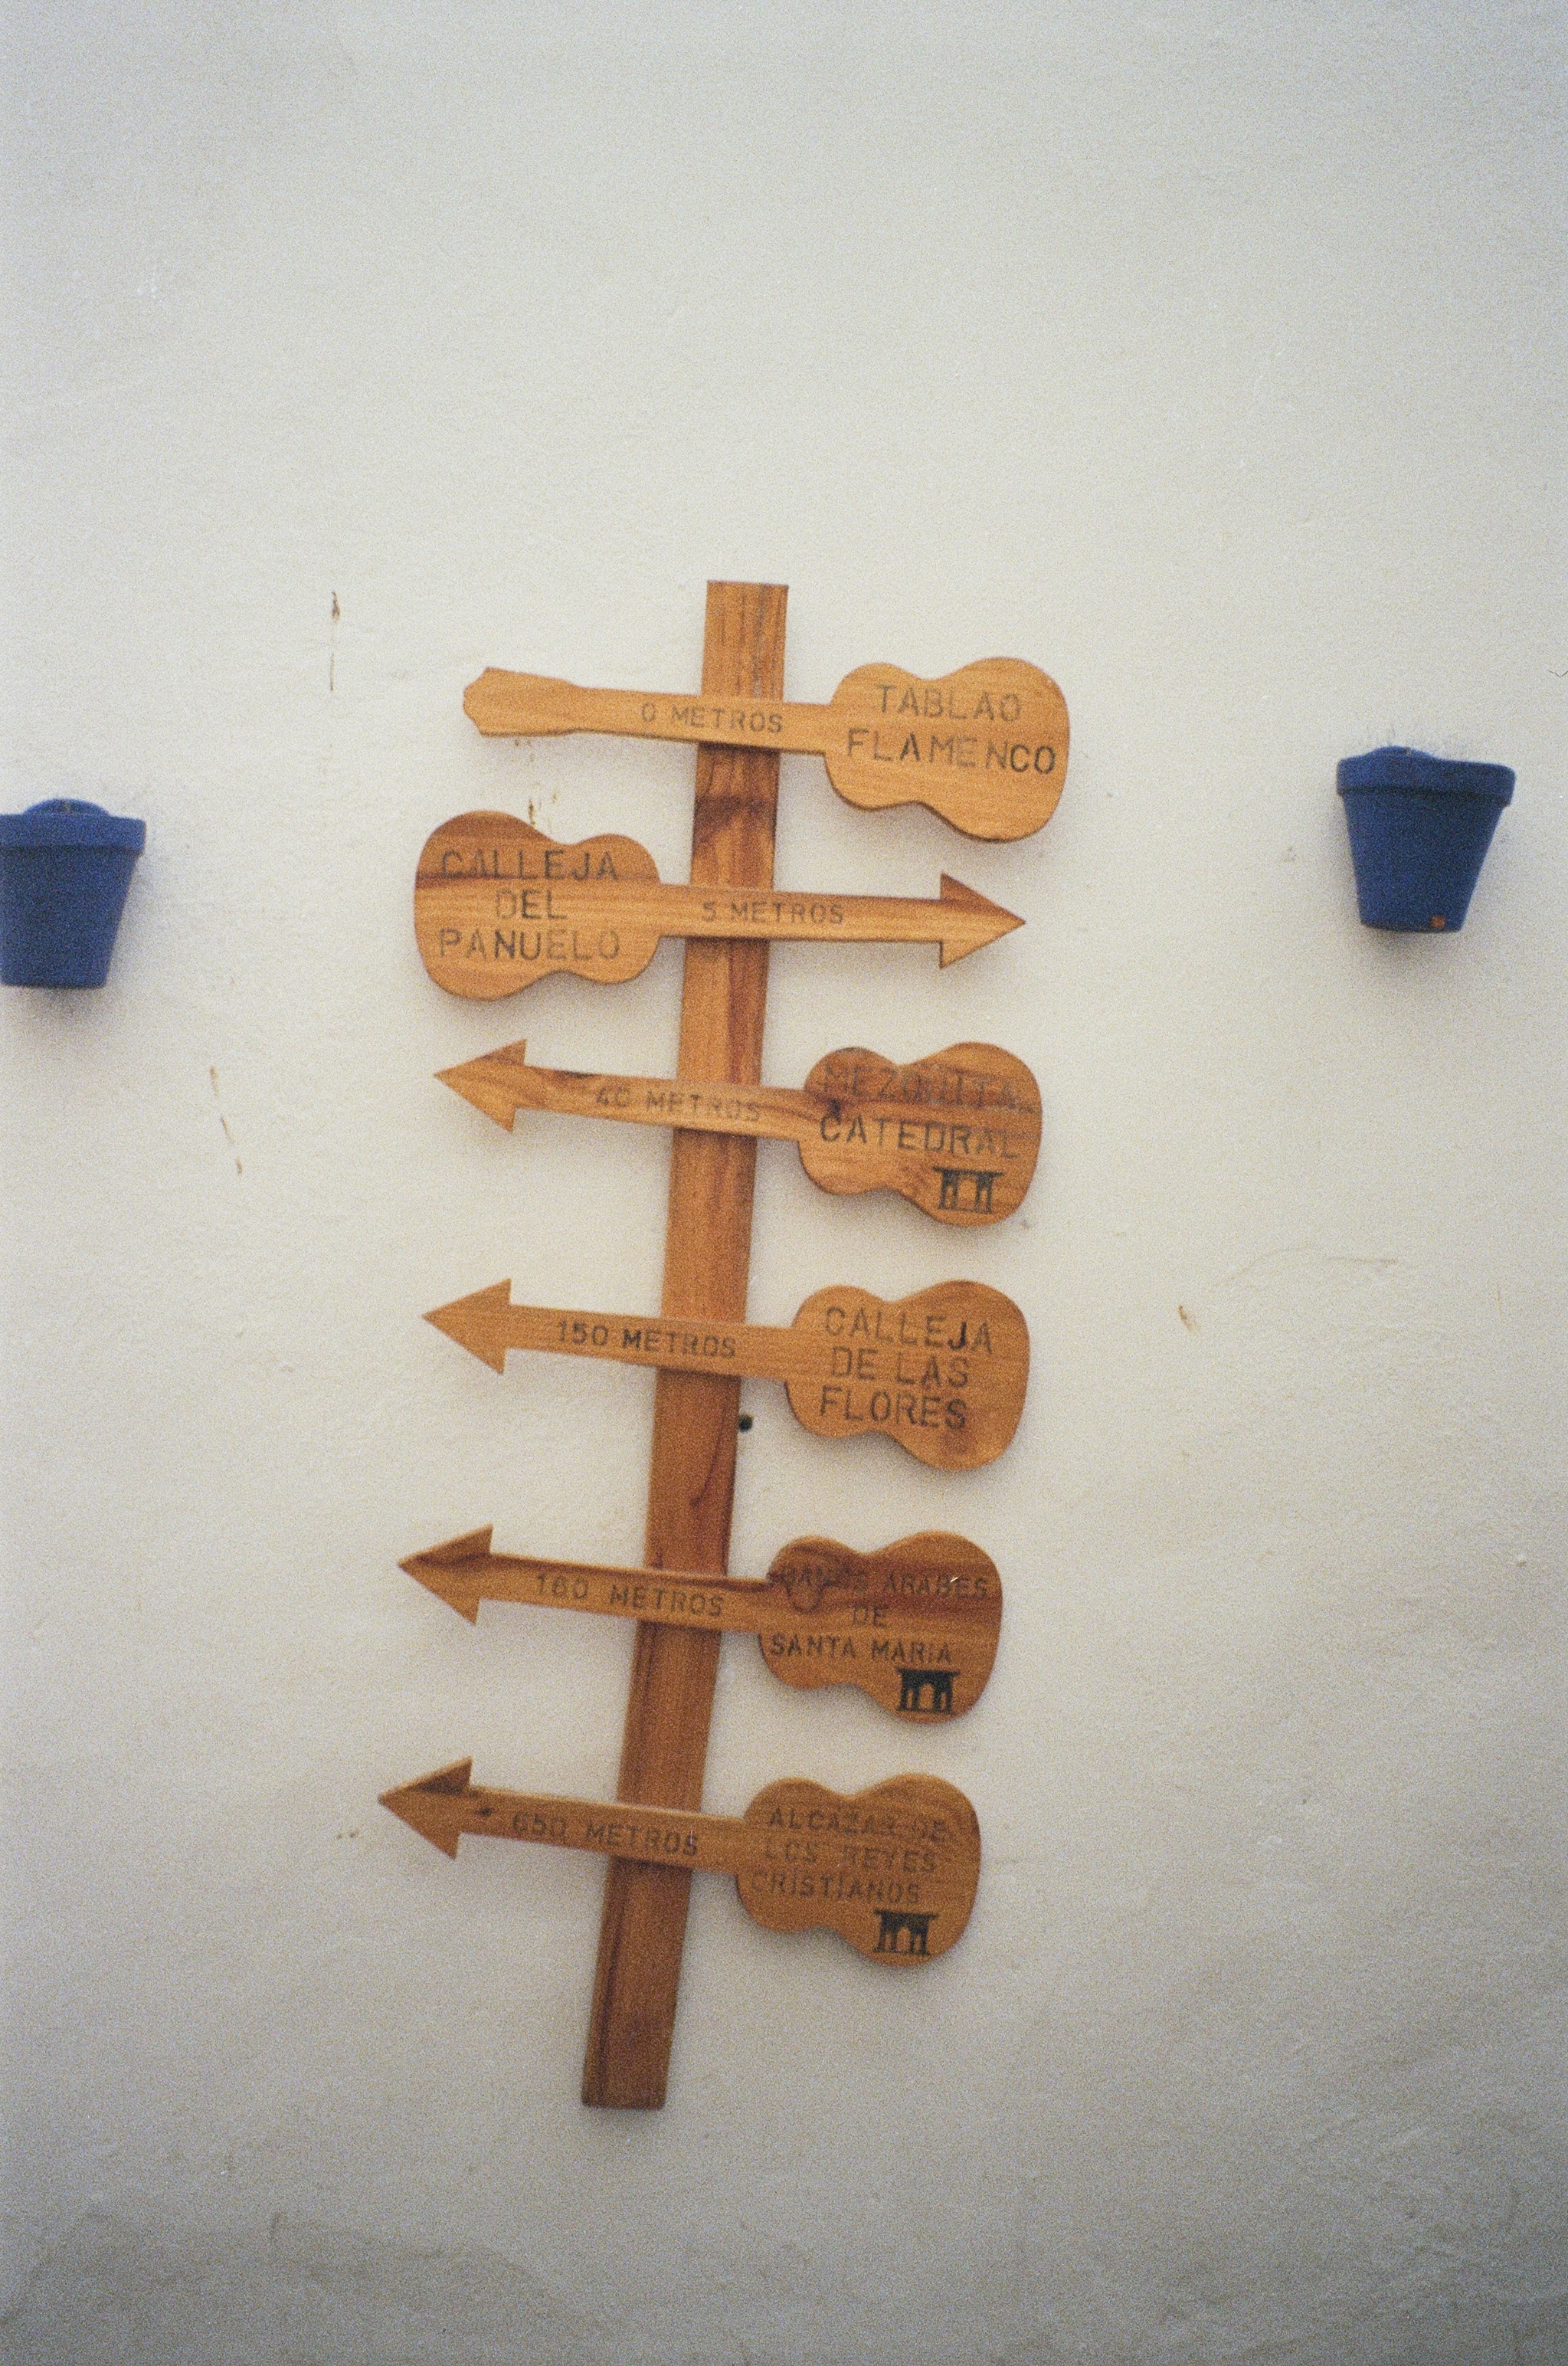 0 METROS
TABLAO
FLAMENCO
CALLEJA
DEL
PAÑUELO
5 METROS
40 METROS
MEZQUITA
CATEDRAL
150 METROS
CALLEJA
DE LAS
FLORES
160 METROS
BAÑOS ARABES
DE
SANTA MARIA
650 METROS
ALCAZAR DE
LOS REYES
CRISTIANOS